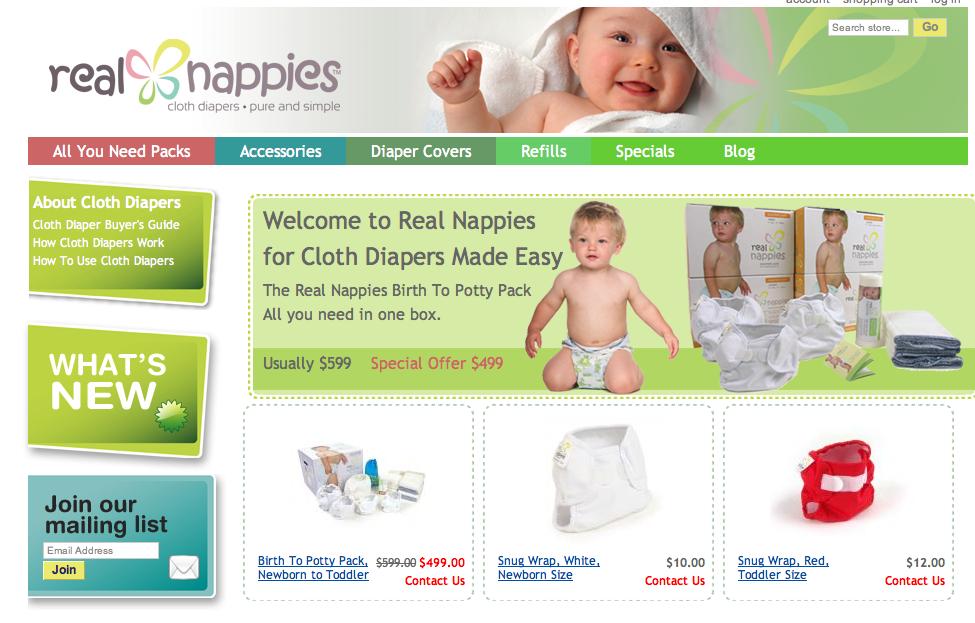 account shopping cart log in
Search store...
Go
real nappies™
cloth diapers • pure and simple
All You Need Packs
Accessories
Diaper Covers
Refills
Specials
Blog
About Cloth Diapers
Cloth Diaper Buyer's Guide
How Cloth Diapers Work
How To Use Cloth Diapers
WHAT'S
NEW
Join our
mailing list
Email Address
Join
Welcome to Real Nappies
for Cloth Diapers Made Easy
The Real Nappies Birth To Potty Pack
All you need in one box.
Usually $599 Special Offer $499
real
nappies
real
nappies
Birth To Potty Pack,
Newborn to Toddler
$599.00 $499.00
Contact Us
Snug Wrap, White,
Newborn Size
$10.00
Contact Us
Snug Wrap, Red,
Toddler Size
$12.00
Contact Us